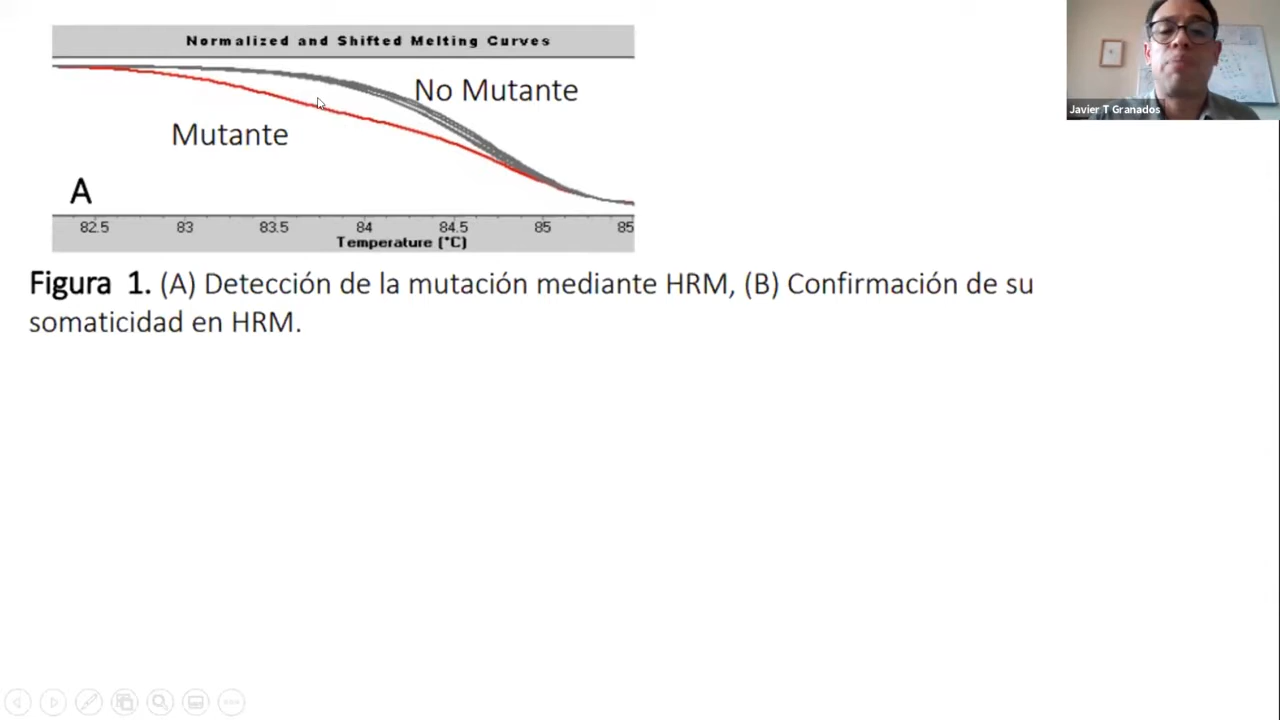 Normalized and Shifted Melting Curves
No Mutante
Mutante
A
82.5 83 83.5 84 84.5 85 85
Temperature (°C)
Figura 1. (A) Detección de la mutación mediante HRM, (B) Confirmación de su
somaticidad en HRM.
Javier T Granados